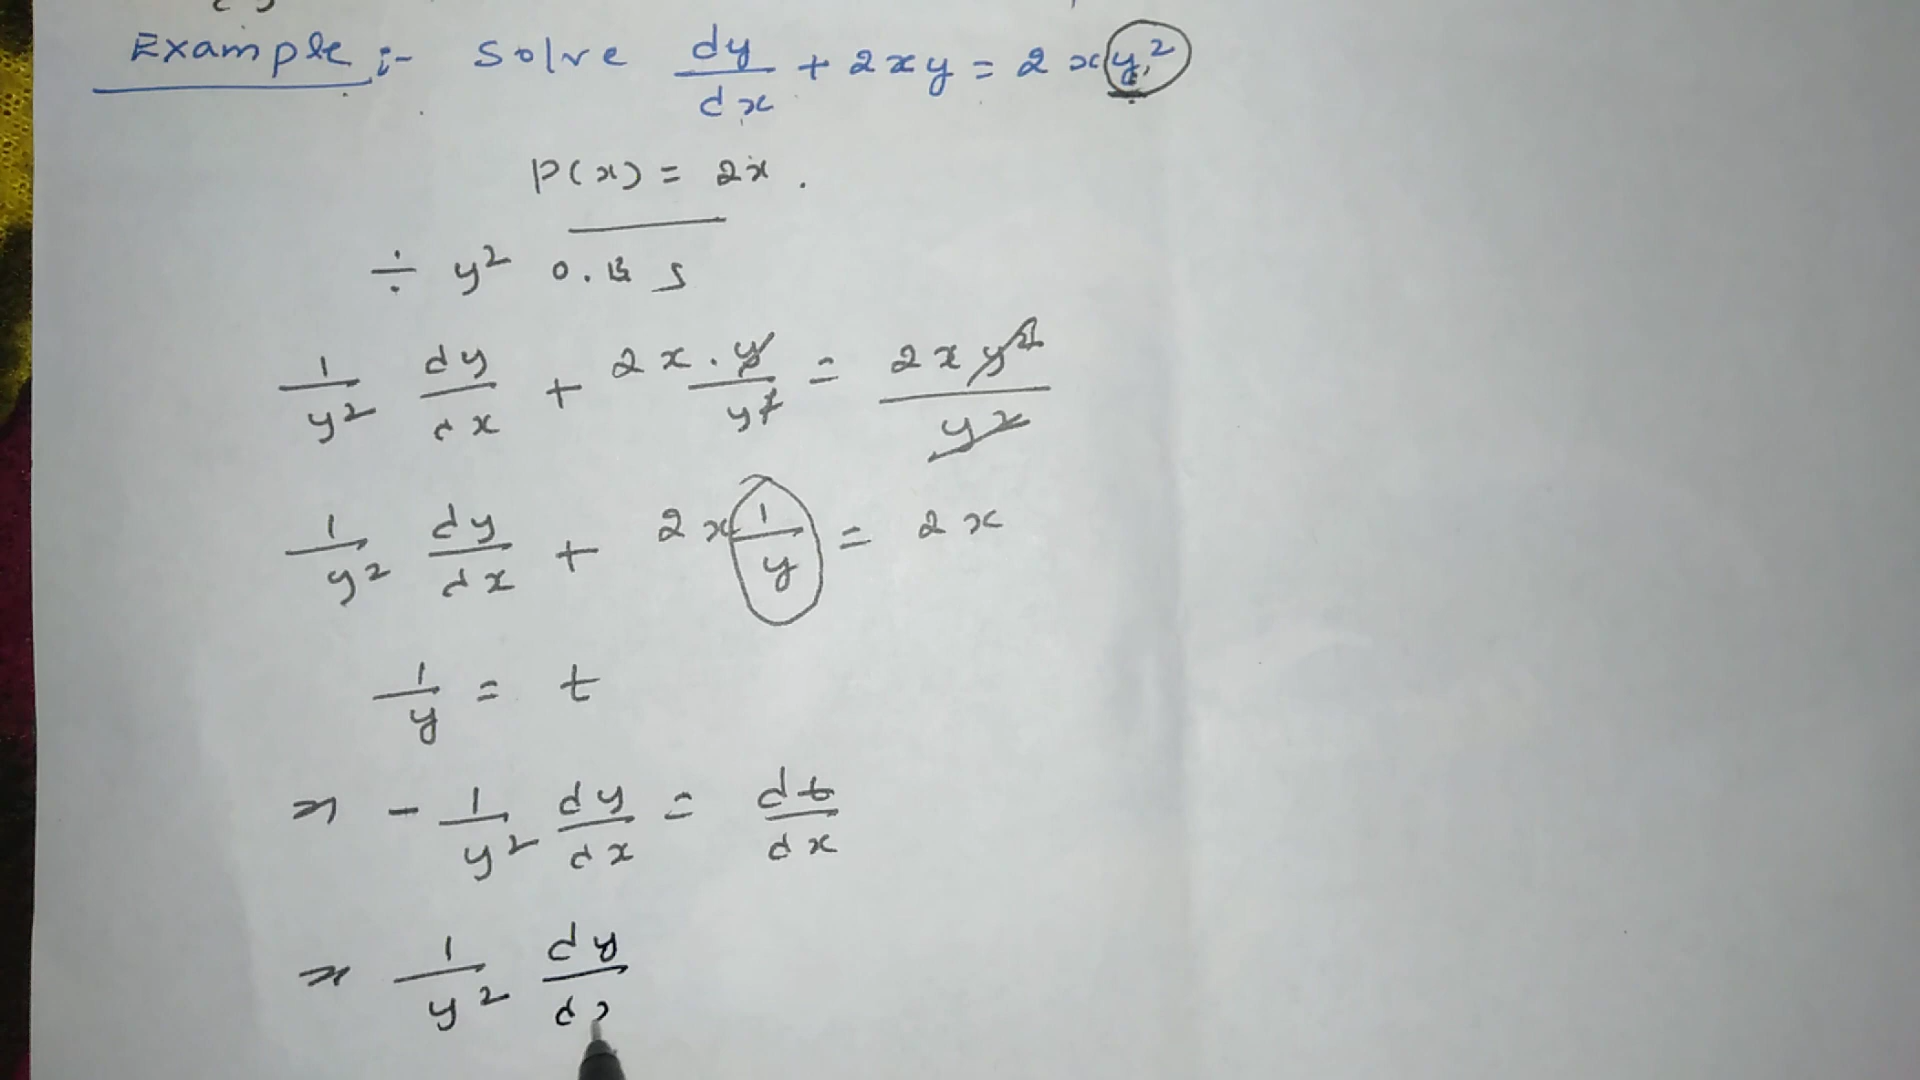 Example :- Solve dy/dx + 2xy = 2xy²
P(x) = 2x .
÷ y² o.B S
1/y² dy/dx + 2x . y/y² = 2xy²/y²
1/y² dy/dx + 2x 1/y = 2x
1/y = t
⇒ - 1/y² dy/dx = dt/dx
⇒ 1/y² dy/dx